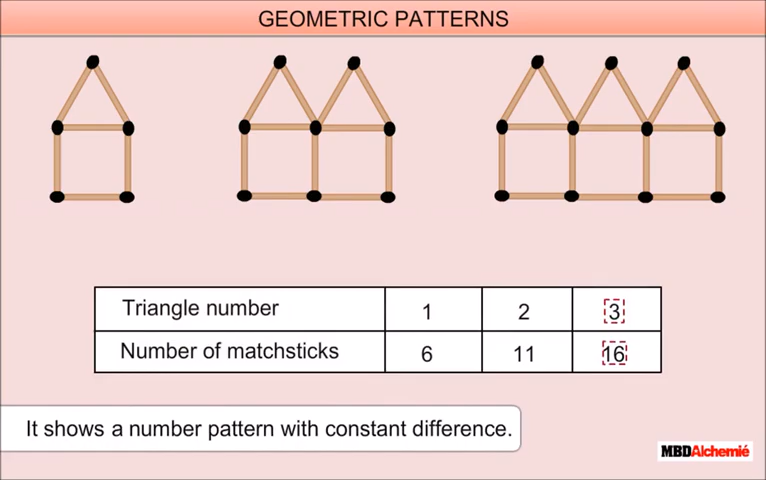 GEOMETRIC PATTERNS
Triangle number 1 2 3
Number of matchsticks 6 11 16
It shows a number pattern with constant difference.
MBDAlchemié